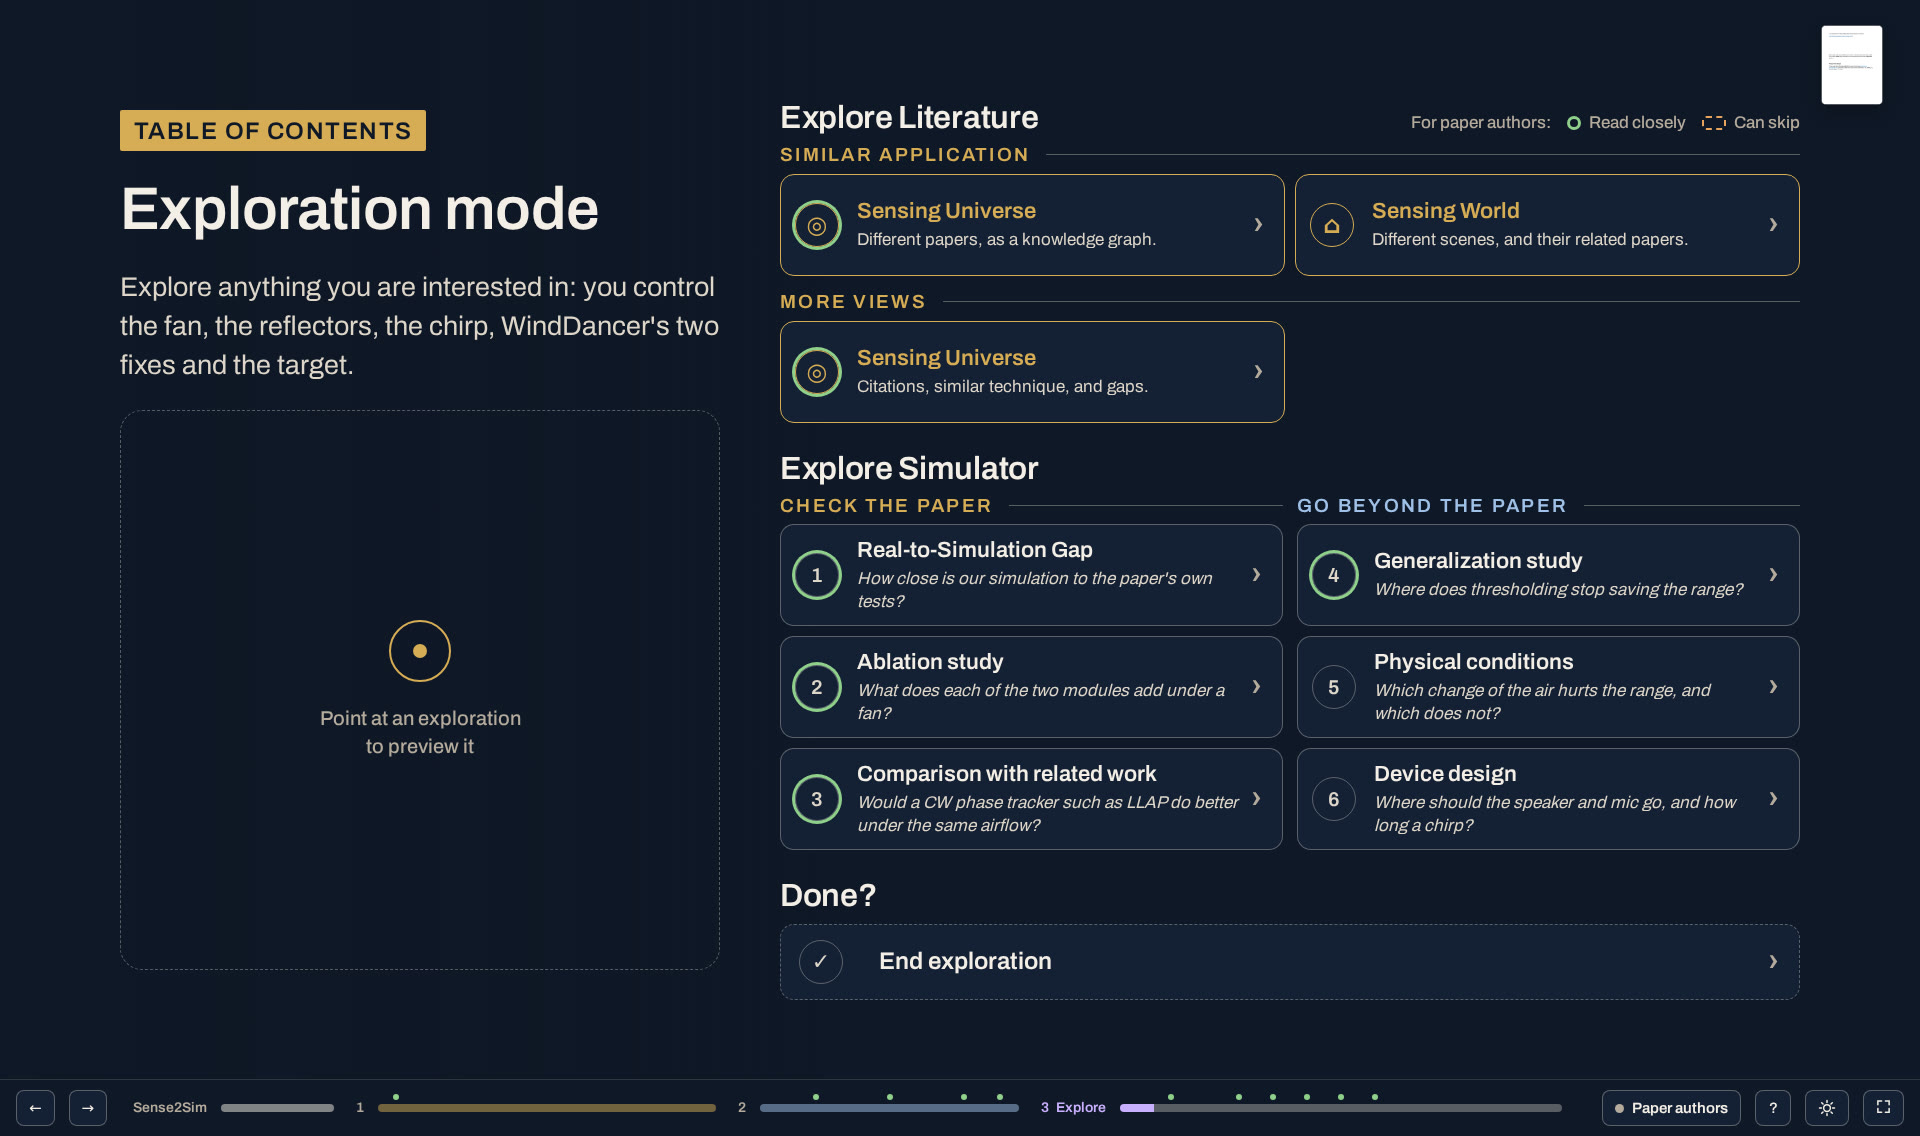 TABLE OF CONTENTS
Exploration mode
Explore anything you are interested in: you control
the fan, the reflectors, the chirp, WindDancer's two
fixes and the target.
Point at an exploration
to preview it
Explore Literature
For paper authors: Read closely Can skip
SIMILAR APPLICATION
Sensing Universe
Different papers, as a knowledge graph.
Sensing World
Different scenes, and their related papers.
MORE VIEWS
Sensing Universe
Citations, similar technique, and gaps.
Explore Simulator
CHECK THE PAPER
1
Real-to-Simulation Gap
How close is our simulation to the paper's own
tests?
2
Ablation study
What does each of the two modules add under a
fan?
3
Comparison with related work
Would a CW phase tracker such as LLAP do better
under the same airflow?
GO BEYOND THE PAPER
4
Generalization study
Where does thresholding stop saving the range?
5
Physical conditions
Which change of the air hurts the range, and
which does not?
6
Device design
Where should the speaker and mic go, and how
long a chirp?
Done?
✓ End exploration
← → Sense2Sim 1 2 3 Explore Paper authors ?